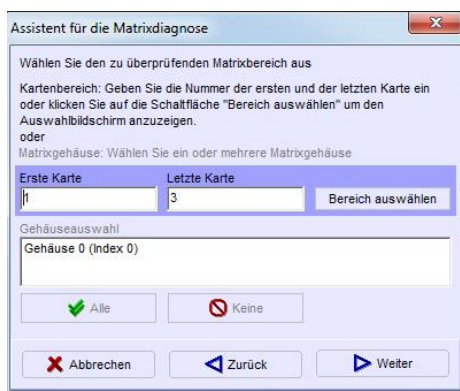 Assistent für die Matrixdiagnose
Wählen Sie den zu überprüfenden Matrixbereich aus
Kartenbereich: Geben Sie die Nummer der ersten und der letzten Karte ein
oder klicken Sie auf die Schaltfläche "Bereich auswählen" um den
Auswahlbildschirm anzuzeigen.
oder
Matrixgehäuse: Wählen Sie ein oder mehrere Matrixgehäuse
Erste Karte Letzte Karte
1 3 Bereich auswählen
Gehäuseauswahl
Gehäuse 0 (Index 0)
Alle Keine
Abbrechen Zurück Weiter